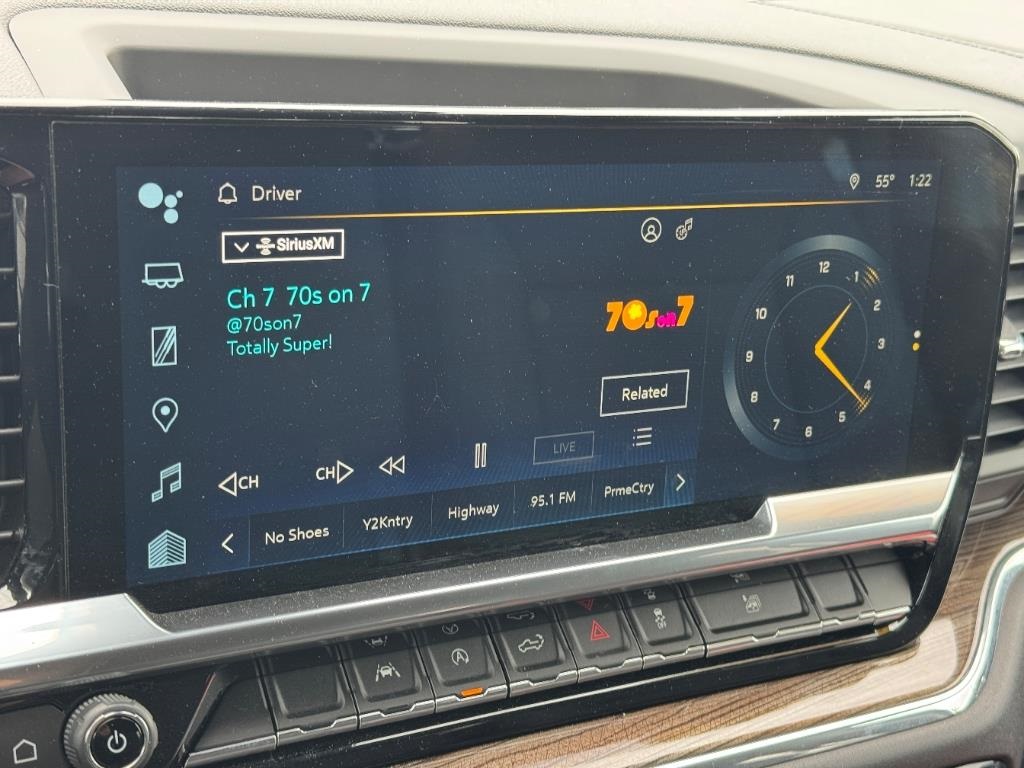 Driver
55° 1:22
SiriusXM
Ch 7 70s on 7
@70son7
Totally Super!
70s on 7
12
1
2
3
4
5
6
7
8
9
10
11
Related
CH
CH
LIVE
No Shoes
Y2Kntry
Highway
95.1 FM
PrmeCtry
A